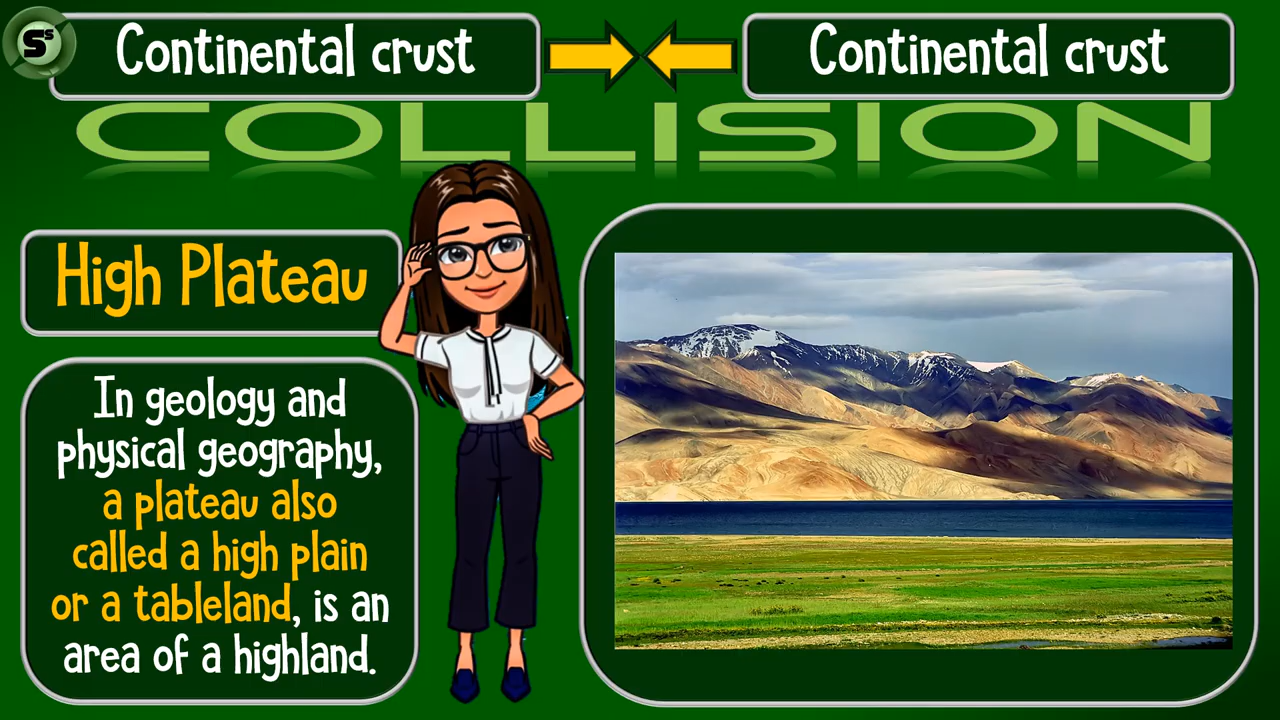 Ss
Continental crust
Continental crust
COLLISION
High Plateau
In geology and
physical geography,
a plateau also
called a high plain
or a tableland, is an
area of a highland.